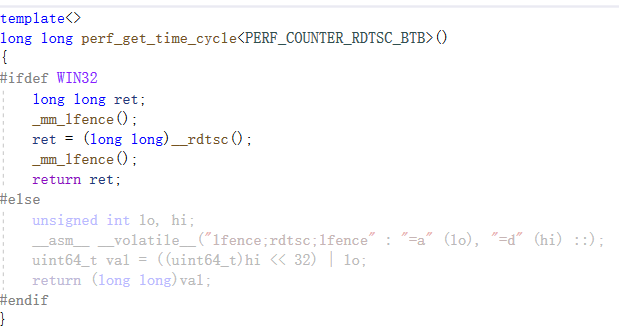 template<>
long long perf_get_time_cycle<PERF_COUNTER_RDTSC_BTB>()
{
#ifdef WIN32
    long long ret;
    _mm_lfence();
    ret = (long long)__rdtsc();
    _mm_lfence();
    return ret;
#else
    unsigned int lo, hi;
    __asm__ __volatile__("lfence;rdtsc;lfence" : "=a" (lo), "=d" (hi) ::);
    uint64_t val = ((uint64_t)hi << 32) | lo;
    return (long long)val;
#endif
}